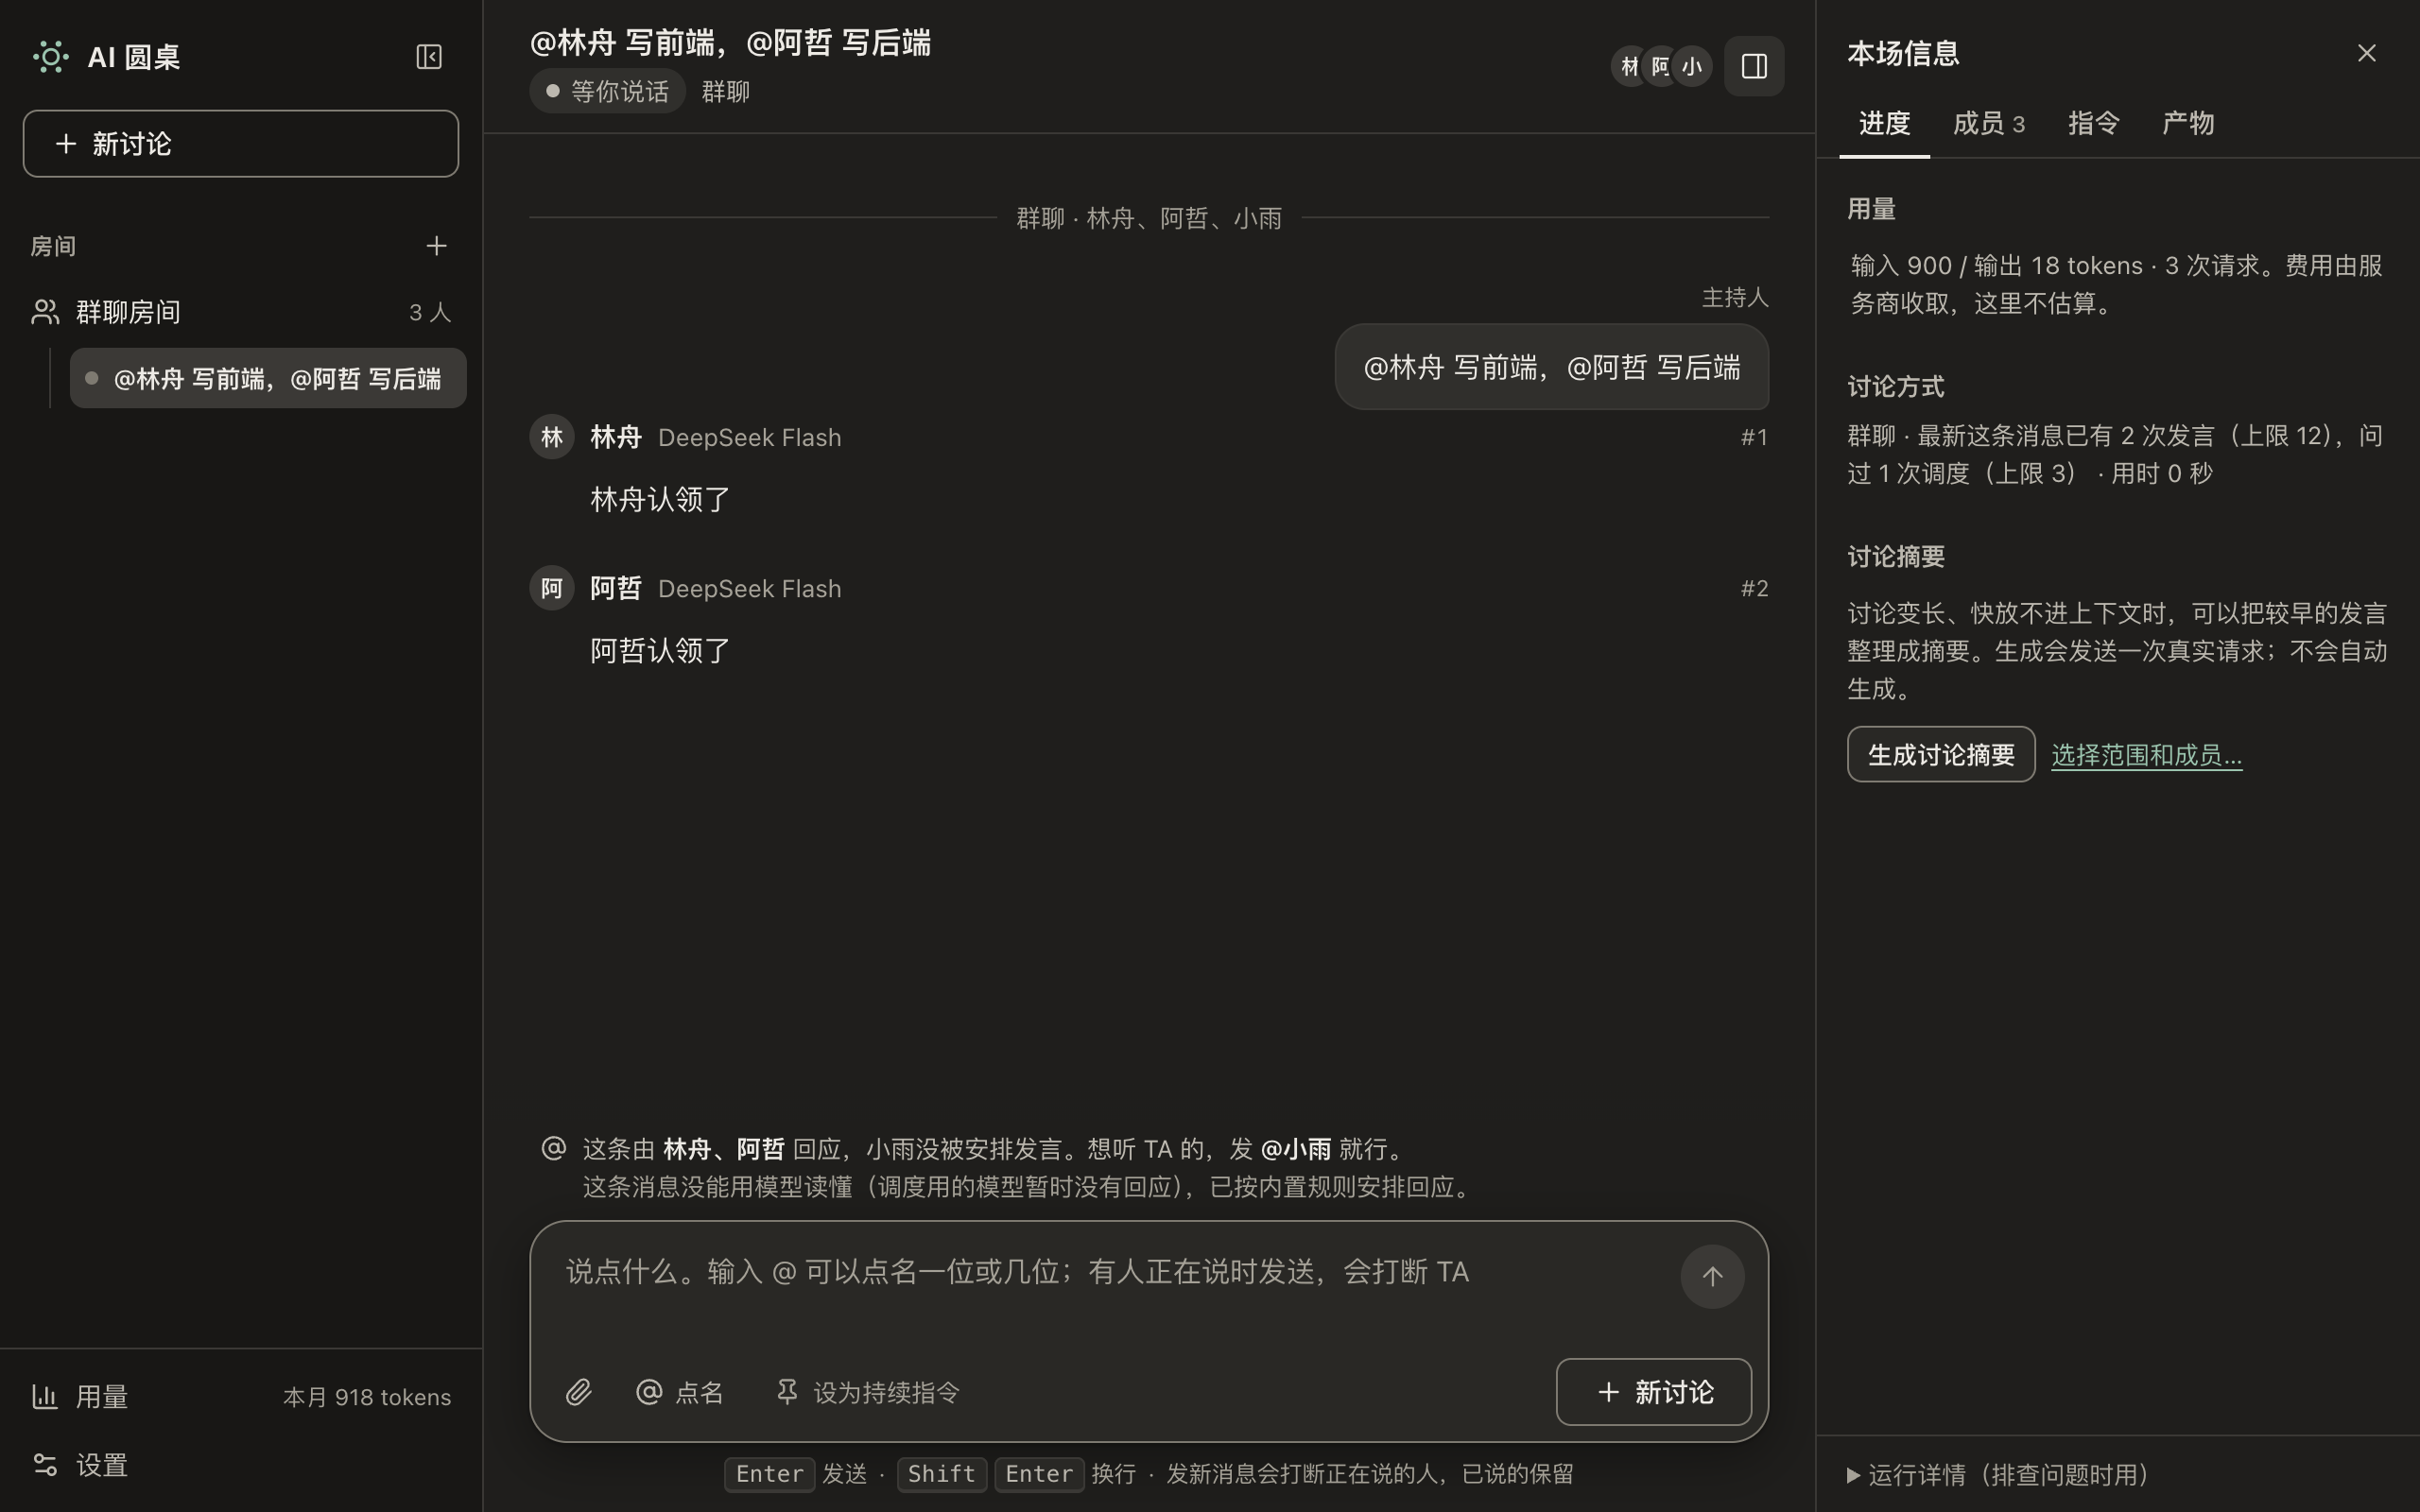 AI 圆桌
新讨论
房间
群聊房间
3 人
@林舟 写前端，@阿哲 写后端
用量
本月 918 tokens
设置
@林舟 写前端，@阿哲 写后端
等你说话
群聊
林
阿
小
群聊 · 林舟、阿哲、小雨
主持人
@林舟 写前端，@阿哲 写后端
林
林舟 DeepSeek Flash
#1
林舟认领了
阿
阿哲 DeepSeek Flash
#2
阿哲认领了
这条由 林舟、阿哲 回应，小雨没被安排发言。想听 TA 的，发 @小雨 就行。
这条消息没能用模型读懂（调度用的模型暂时没有回应），已按内置规则安排回应。
说点什么。输入 @ 可以点名一位或几位；有人正在说时发送，会打断 TA
点名
设为持续指令
新讨论
Enter 发送 · Shift Enter 换行 · 发新消息会打断正在说的人，已说的保留
本场信息
进度
成员 3
指令
产物
用量
输入 900 / 输出 18 tokens · 3 次请求。费用由服
务商收取，这里不估算。
讨论方式
群聊 · 最新这条消息已有 2 次发言（上限 12），问
过 1 次调度（上限 3） · 用时 0 秒
讨论摘要
讨论变长、快放不进上下文时，可以把较早的发言
整理成摘要。生成会发送一次真实请求；不会自动
生成。
生成讨论摘要
选择范围和成员…
运行详情（排查问题时用）